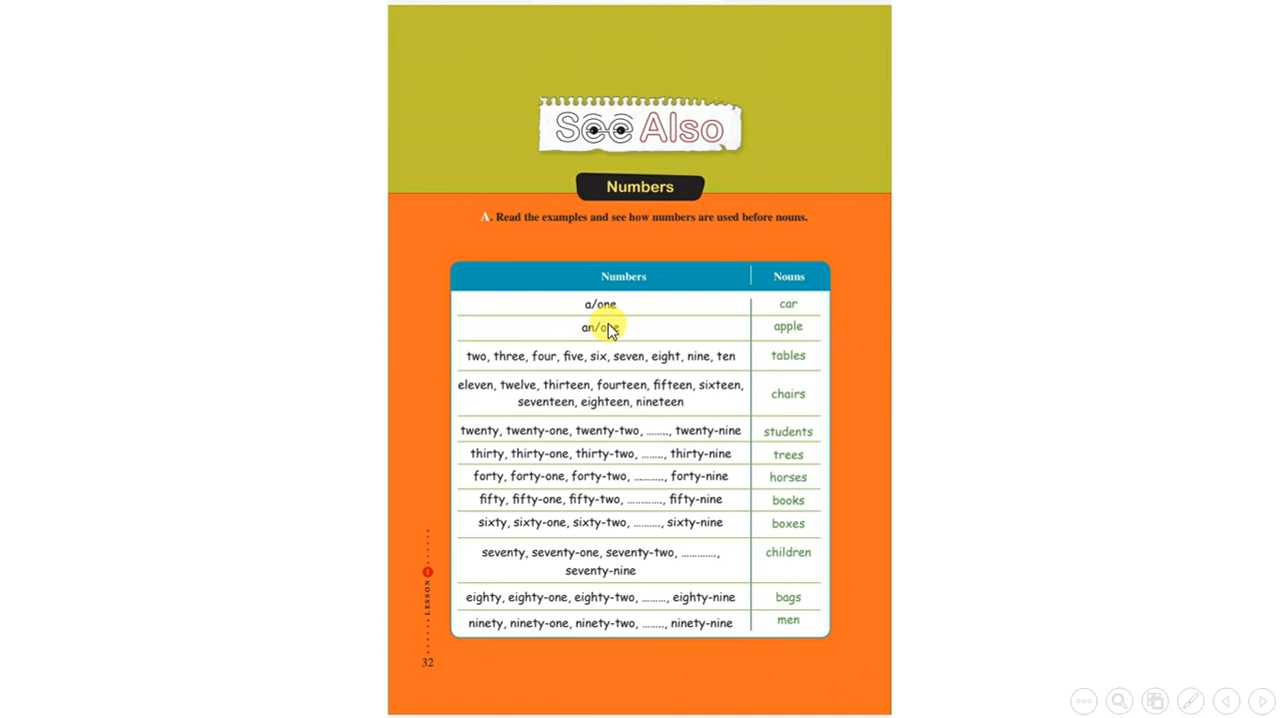 See Also
Numbers
A. Read the examples and see how numbers are used before nouns.
Numbers Nouns
a/one car
an/one apple
two, three, four, five, six, seven, eight, nine, ten tables
eleven, twelve, thirteen, fourteen, fifteen, sixteen,
seventeen, eighteen, nineteen chairs
twenty, twenty-one, twenty-two, ........, twenty-nine students
thirty, thirty-one, thirty-two, ........, thirty-nine trees
forty, forty-one, forty-two, ..........., forty-nine horses
fifty, fifty-one, fifty-two, ............., fifty-nine books
sixty, sixty-one, sixty-two, .........., sixty-nine boxes
seventy, seventy-one, seventy-two, ............., children
seventy-nine
eighty, eighty-one, eighty-two, ........., eighty-nine bags
ninety, ninety-one, ninety-two, ........, ninety-nine men
LESSON 1
32